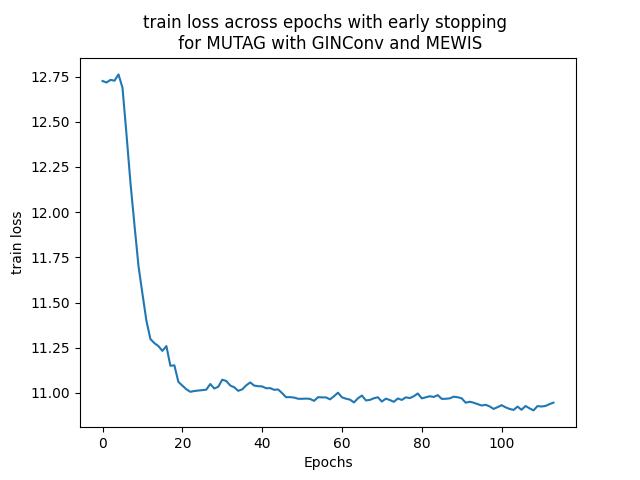 train loss across epochs with early stopping
for MUTAG with GINConv and MEWIS
12.75
12.50
12.25
12.00
11.75
11.50
11.25
11.00
train loss
0 20 40 60 80 100
Epochs